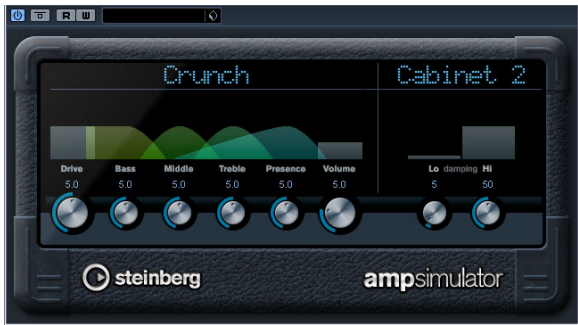 R W
Crunch Cabinet 2
Drive Bass Middle Treble Presence Volume Lo damping Hi
5.0 5.0 5.0 5.0 5.0 5.0 5 50
steinberg ampsimulator